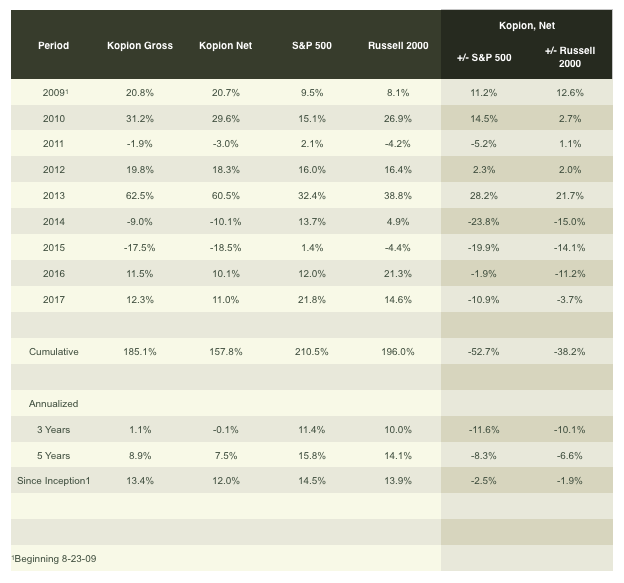 Kopion, Net
Period Kopion Gross Kopion Net S&P 500 Russell 2000 +/- S&P 500 +/- Russell 2000
2009¹ 20.8% 20.7% 9.5% 8.1% 11.2% 12.6%
2010 31.2% 29.6% 15.1% 26.9% 14.5% 2.7%
2011 -1.9% -3.0% 2.1% -4.2% -5.2% 1.1%
2012 19.8% 18.3% 16.0% 16.4% 2.3% 2.0%
2013 62.5% 60.5% 32.4% 38.8% 28.2% 21.7%
2014 -9.0% -10.1% 13.7% 4.9% -23.8% -15.0%
2015 -17.5% -18.5% 1.4% -4.4% -19.9% -14.1%
2016 11.5% 10.1% 12.0% 21.3% -1.9% -11.2%
2017 12.3% 11.0% 21.8% 14.6% -10.9% -3.7%
Cumulative 185.1% 157.8% 210.5% 196.0% -52.7% -38.2%
Annualized
3 Years 1.1% -0.1% 11.4% 10.0% -11.6% -10.1%
5 Years 8.9% 7.5% 15.8% 14.1% -8.3% -6.6%
Since Inception1 13.4% 12.0% 14.5% 13.9% -2.5% -1.9%
¹Beginning 8-23-09